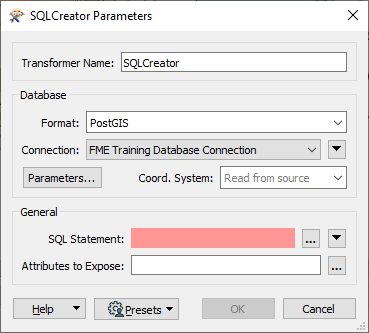 SQLCreator Parameters
Transformer Name: SQLCreator
Database
Format: PostGIS
Connection: FME Training Database Connection
Parameters... Coord. System: Read from source
General
SQL Statement: ...
Attributes to Expose: ...
Help Presets OK Cancel